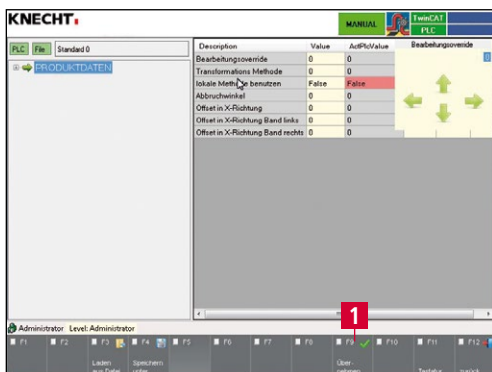 KNECHT
MANUAL
TwinCAT
PLC
PLC File Standard 0
Description Value ActPlcValue Bearbeitungsoverride
PRODUKTDATEN
Bearbeitungsoverride 0 0
0
Transformations Methode 0 0
lokale Methode benutzen False False
Abbruchwinkel 0 0
Offset in X-Richtung 0 0
Offset in X-Richtung Band links 0 0
Offset in X-Richtung Band rechts 0 0
1
Administrator Level: Administrator
F1 F2 F3 F4 F5 F6 F7 F8 F9 F10 F11 F12
Laden
aus Datei
Speichern
unter
Über-
nehmen
Tastatur
zurück